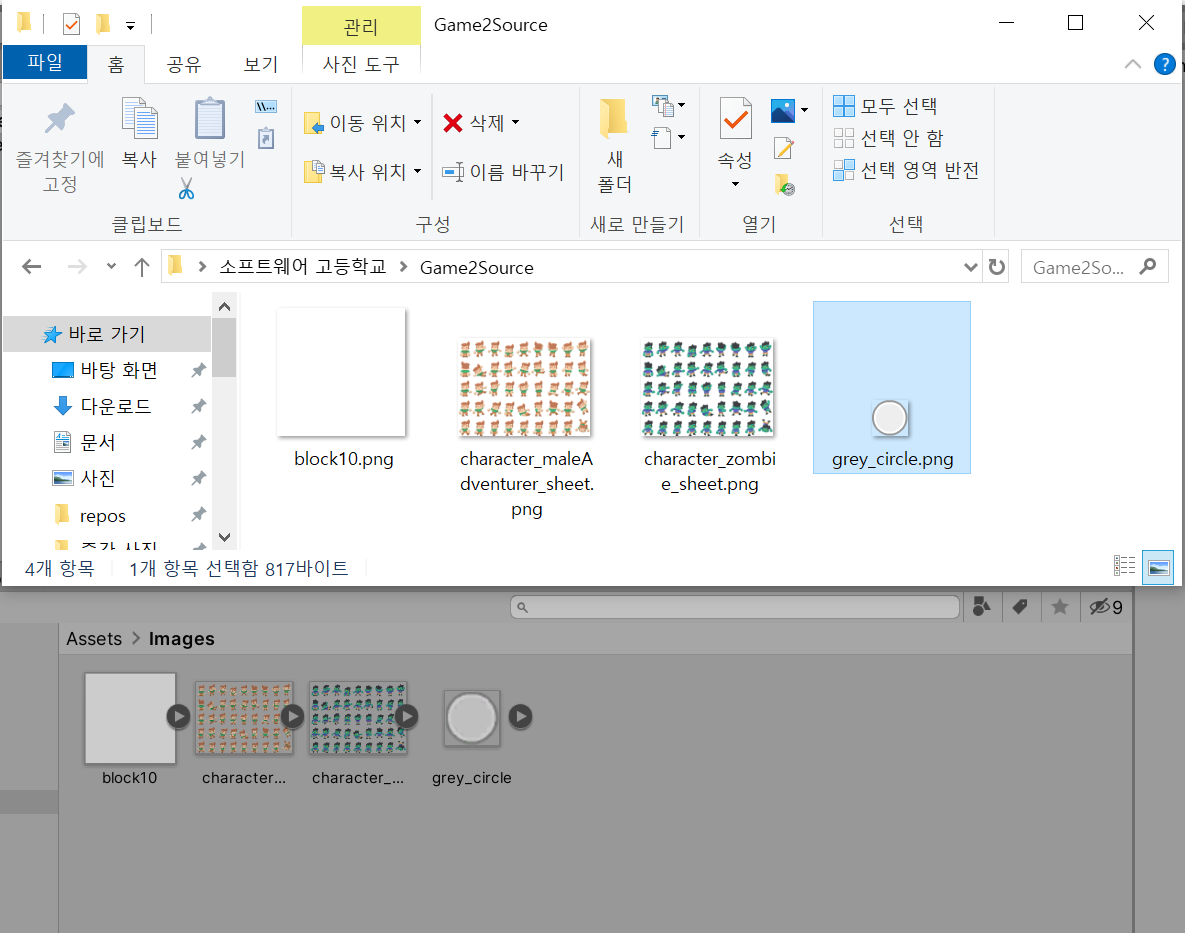 관리
Game2Source
파일
홈
공유
보기
사진 도구
즐겨찾기에
고정
복사
붙여넣기
클립보드
이동 위치
복사 위치
삭제
이름 바꾸기
구성
새
폴더
새로 만들기
속성
열기
모두 선택
선택 안 함
선택 영역 반전
선택
소프트웨어 고등학교 > Game2Source
Game2So...
바로 가기
바탕 화면
다운로드
문서
사진
repos
block10.png
character_maleA
dventurer_sheet.
png
character_zombi
e_sheet.png
grey_circle.png
4개 항목
1개 항목 선택함 817바이트
9
Assets > Images
block10
character...
character_...
grey_circle